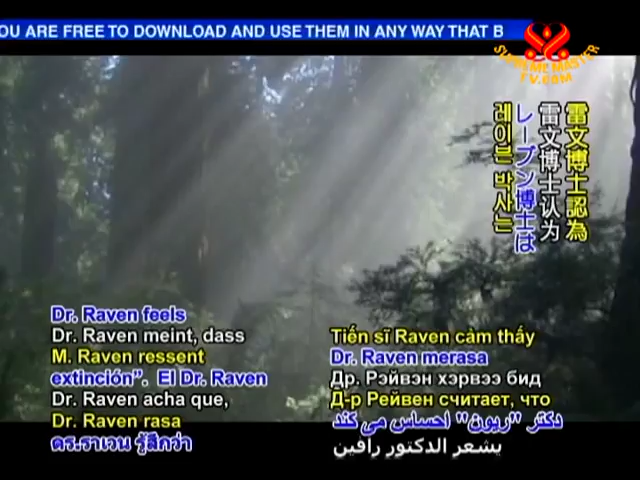 OU ARE FREE TO DOWNLOAD AND USE THEM IN ANY WAY THAT B
SUPREME MASTER
TV.COM
雷文博士認為
雷文博士认为
レーブン博士は
레이븐 박사는
Dr. Raven feels
Dr. Raven meint, dass
M. Raven ressent
extinción”. El Dr. Raven
Dr. Raven acha que,
Dr. Raven rasa
ดร.ราเวน รู้สึกว่า
Tiến sĩ Raven cảm thấy
Dr. Raven merasa
Др. Рэйвэн хэрвээ бид
Д-р Рейвен считает, что
دکتر "ریون" احساس می کند
يشعر الدكتور رافين